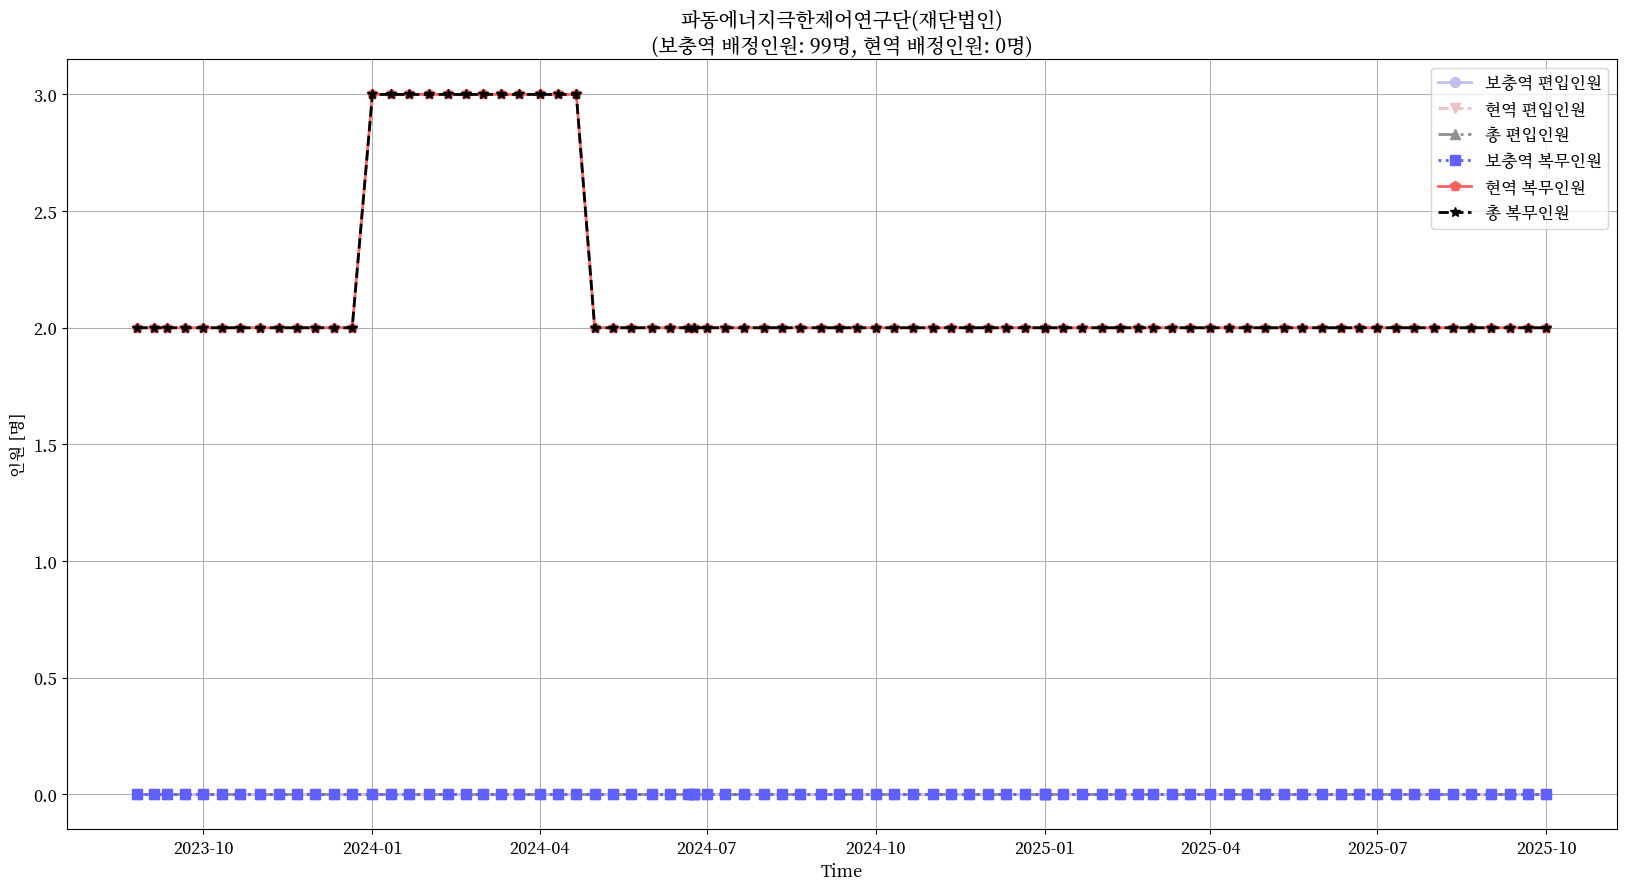 파동에너지극한제어연구단(재단법인)
(보충역 배정인원: 99명, 현역 배정인원: 0명)
보충역 편입인원
현역 편입인원
총 편입인원
보충역 복무인원
현역 복무인원
총 복무인원
3.0
2.5
2.0
1.5
1.0
0.5
0.0
인원 [명]
2023-10
2024-01
2024-04
2024-07
2024-10
2025-01
2025-04
2025-07
2025-10
Time